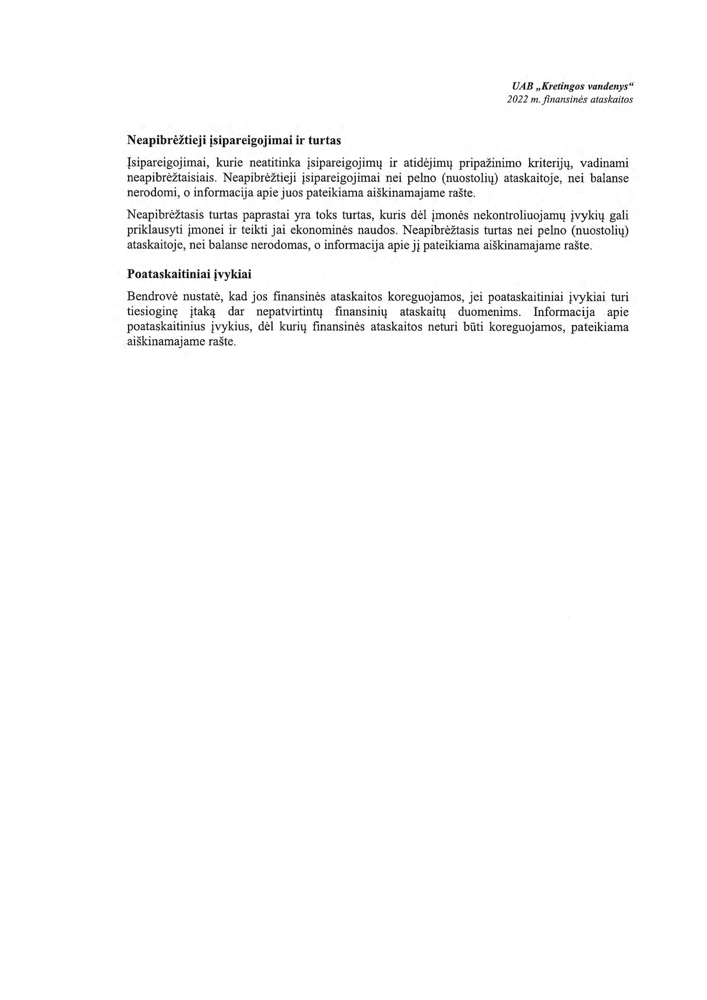 UAB „Kretingos vandenys“
2022 m. finansinės ataskaitos
Neapibrėžtieji įsipareigojimai ir turtas
Įsipareigojimai, kurie neatitinka įsipareigojimų ir atidėjimų pripažinimo kriterijų, vadinami
neapibrėžtaisiais. Neapibrėžtieji įsipareigojimai nei pelno (nuostolių) ataskaitoje, nei balanse
nerodomi, o informacija apie juos pateikiama aiškinamajame rašte.
Neapibrėžtasis turtas paprastai yra toks turtas, kuris dėl įmonės nekontroliuojamų įvykių gali
priklausyti įmonei ir teikti jai ekonominės naudos. Neapibrėžtasis turtas nei pelno (nuostolių)
ataskaitoje, nei balanse nerodomas, o informacija apie jį pateikiama aiškinamajame rašte.
Poataskaitiniai įvykiai
Bendrovė nustatė, kad jos finansinės ataskaitos koreguojamos, jei poataskaitiniai įvykiai turi
tiesioginę įtaką dar nepatvirtintų finansinių ataskaitų duomenims. Informacija apie
poataskaitinius įvykius, dėl kurių finansinės ataskaitos neturi būti koreguojamos, pateikiama
aiškinamajame rašte.